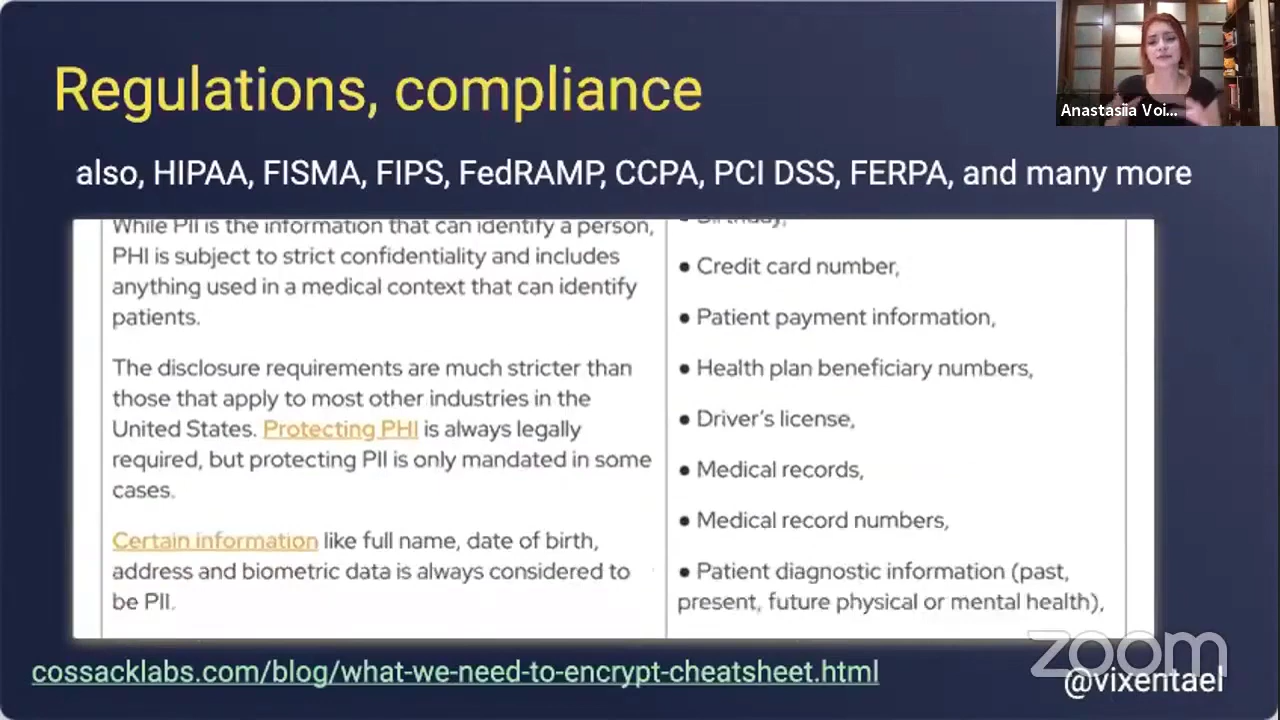 Regulations, compliance
Anastasiia Voi...
also, HIPAA, FISMA, FIPS, FedRAMP, CCPA, PCI DSS, FERPA, and many more
While PII is the information that can identify a person,
PHI is subject to strict confidentiality and includes
anything used in a medical context that can identify
patients.
The disclosure requirements are much stricter than
those that apply to most other industries in the
United States. Protecting PHI is always legally
required, but protecting PII is only mandated in some
cases.
Certain information like full name, date of birth,
address and biometric data is always considered to
be PII.
● Birthday,
● Credit card number,
● Patient payment information,
● Health plan beneficiary numbers,
● Driver's license,
● Medical records,
● Medical record numbers,
● Patient diagnostic information (past,
present, future physical or mental health),
cossacklabs.com/blog/what-we-need-to-encrypt-cheatsheet.html
zoom
@vixentael